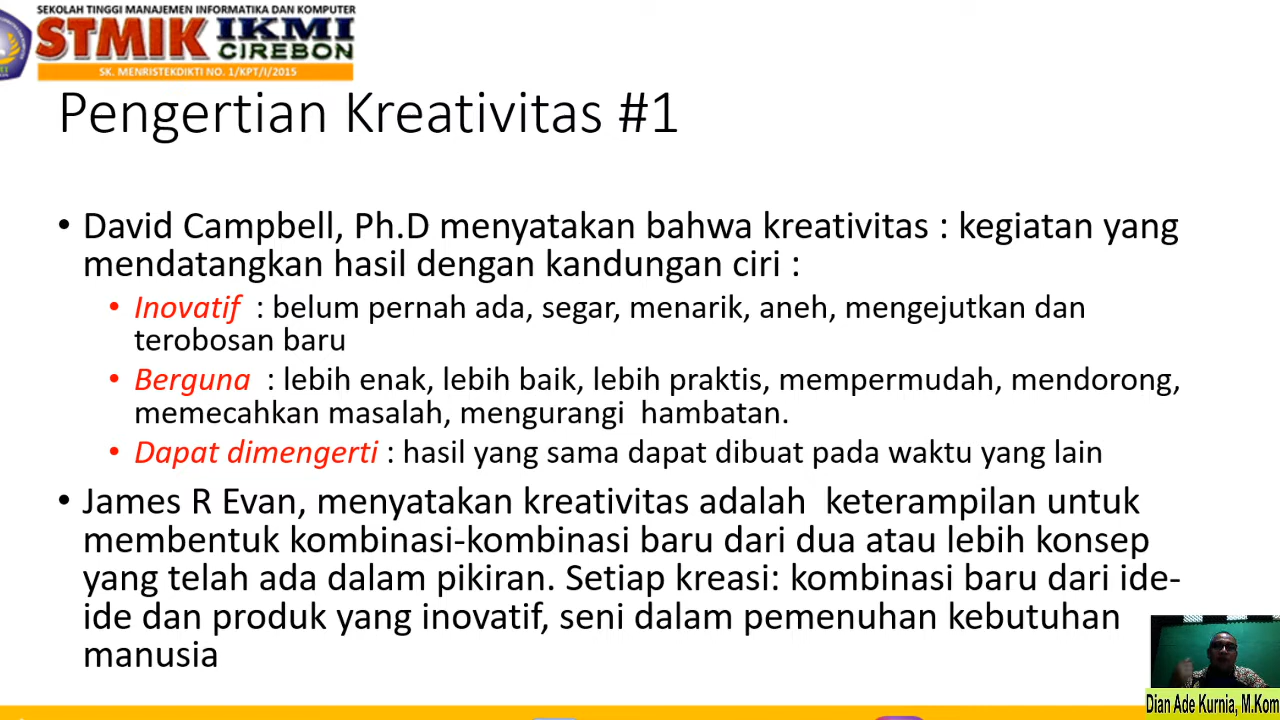 SEKOLAH TINGGI MANAJEMEN INFORMATIKA DAN KOMPUTER
STMIK IKMI
CIREBON
SK. MENRISTEKDIKTI NO. 1/KPT/I/2015
Pengertian Kreativitas #1
• David Campbell, Ph.D menyatakan bahwa kreativitas : kegiatan yang
mendatangkan hasil dengan kandungan ciri :
• Inovatif : belum pernah ada, segar, menarik, aneh, mengejutkan dan
terobosan baru
• Berguna : lebih enak, lebih baik, lebih praktis, mempermudah, mendorong,
memecahkan masalah, mengurangi hambatan.
• Dapat dimengerti : hasil yang sama dapat dibuat pada waktu yang lain
• James R Evan, menyatakan kreativitas adalah keterampilan untuk
membentuk kombinasi-kombinasi baru dari dua atau lebih konsep
yang telah ada dalam pikiran. Setiap kreasi: kombinasi baru dari ide-
ide dan produk yang inovatif, seni dalam pemenuhan kebutuhan
manusia
Dian Ade Kurnia, M.Kom